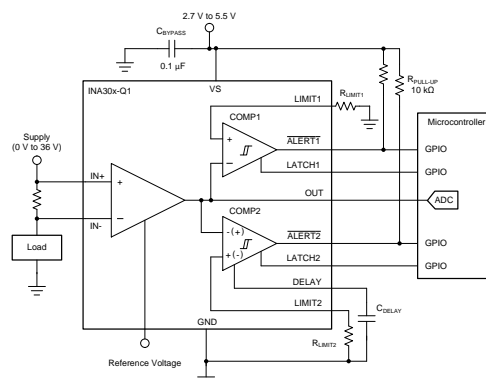 2.7 V to 5.5 V
CBYPASS
0.1 µF
RPULL-UP
10 kΩ
INA30x-Q1
VS
LIMIT1
RLIMIT1
COMP1
Microcontroller
Supply
(0 V to 36 V)
+
-
ALERT1
GPIO
LATCH1
GPIO
IN+
+
OUT
ADC
IN-
-
COMP2
-(+)
ALERT2
GPIO
+(-)
LATCH2
GPIO
Load
DELAY
CDELAY
LIMIT2
GND
RLIMIT2
Reference Voltage